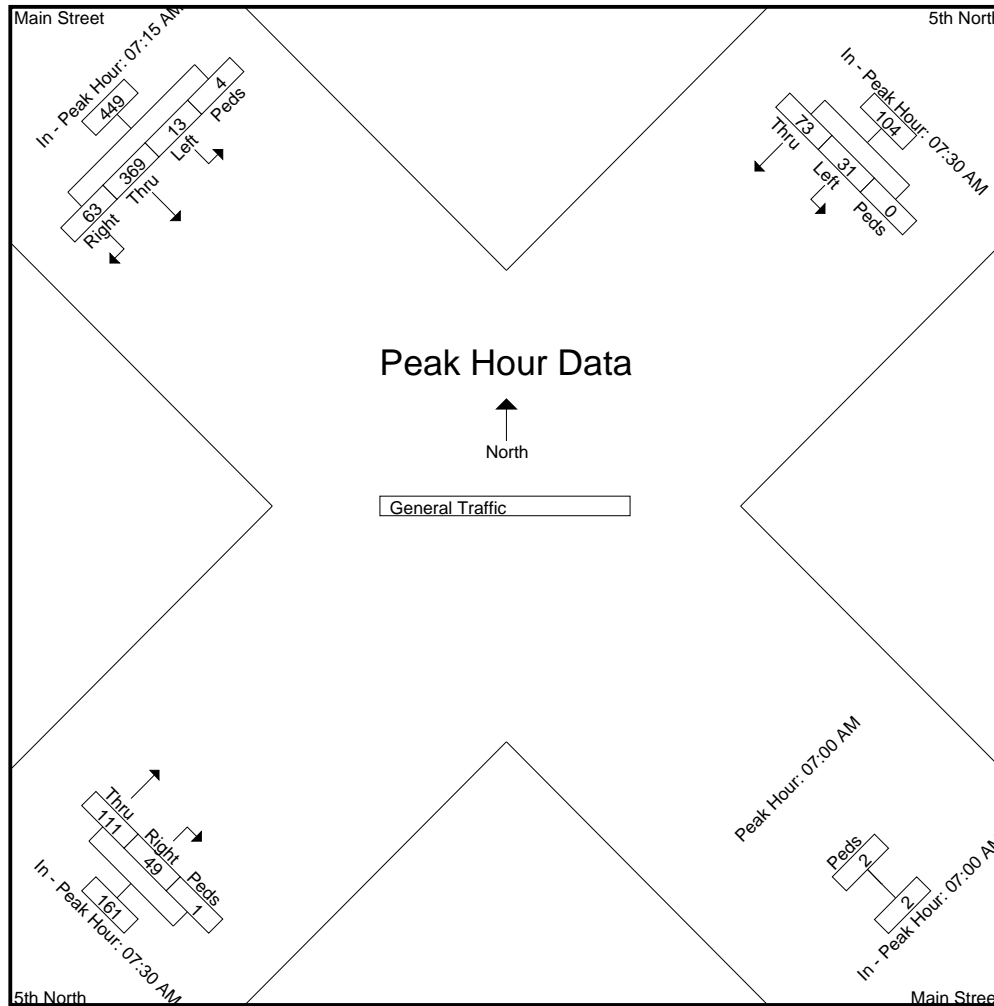 Main Street
5th North
In - Peak Hour: 07:15 AM
449
4
13
369
63
Peds
Left
Thru
Right
In - Peak Hour: 07:30 AM
104
73
31
0
Thru
Left
Peds
Peak Hour Data
North
General Traffic
Thru
Right
Peds
111
49
1
161
In - Peak Hour: 07:30 AM
Peak Hour: 07:00 AM
Peds
2
2
In - Peak Hour: 07:00 AM
5th North
Main Street